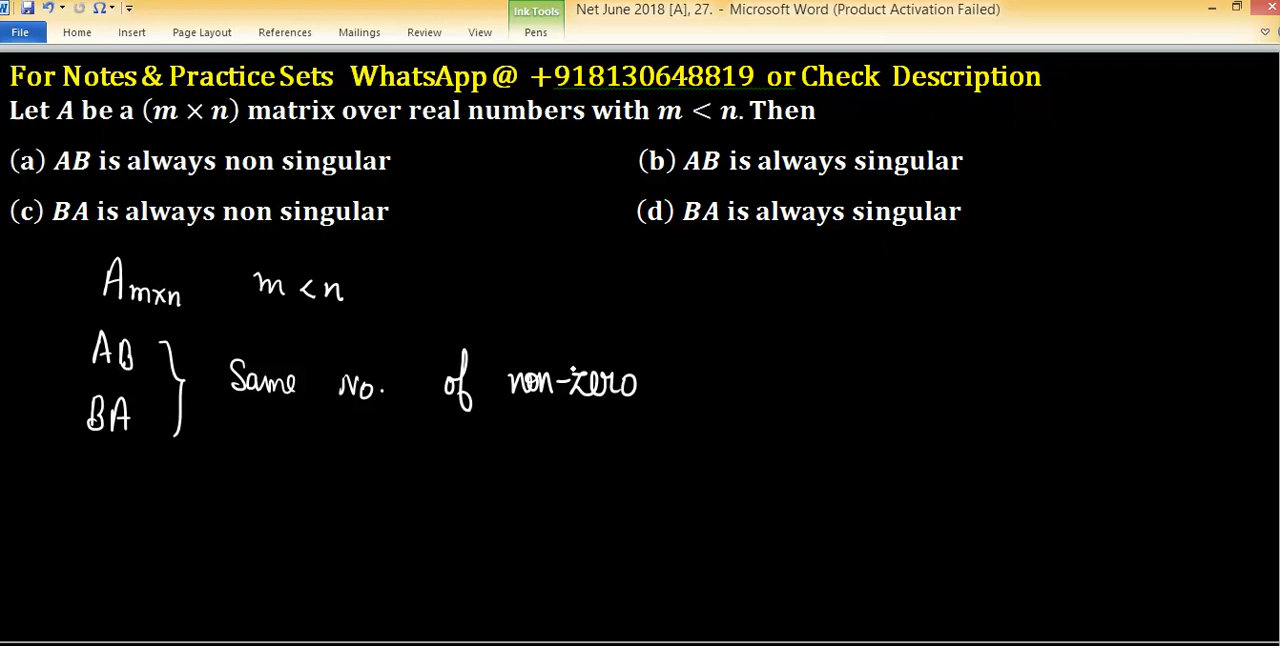 Ink Tools
Net June 2018 [A], 27. - Microsoft Word (Product Activation Failed)
File Home Insert Page Layout References Mailings Review View Pens
For Notes & Practice Sets WhatsApp @ +918130648819 or Check Description
Let A be a (m × n) matrix over real numbers with m < n. Then
(a) AB is always non singular (b) AB is always singular
(c) BA is always non singular (d) BA is always singular
A m×n m < n
AB
BA } Same No. of non-zero